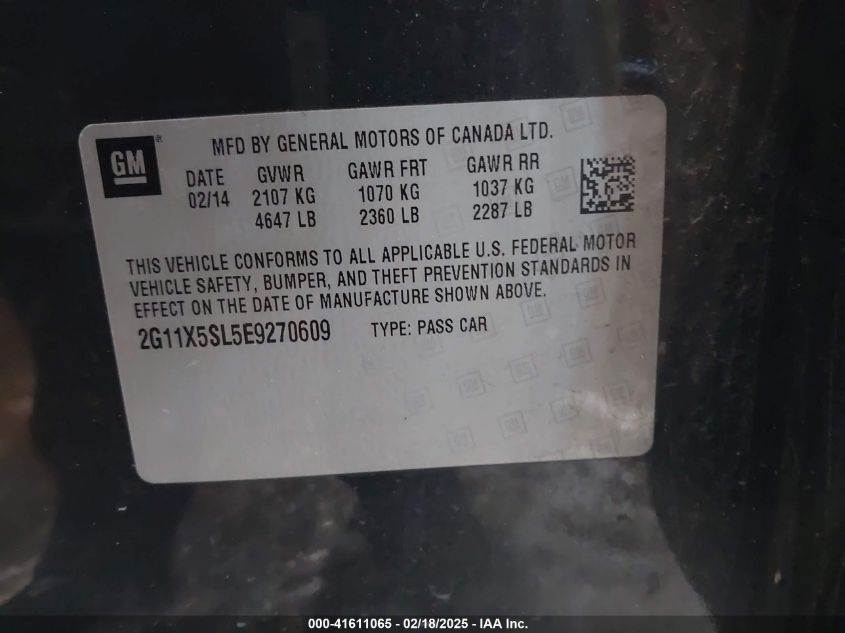 GM
®
MFD BY GENERAL MOTORS OF CANADA LTD.
DATE GVWR GAWR FRT GAWR RR
02/14 2107 KG 1070 KG 1037 KG
4647 LB 2360 LB 2287 LB
THIS VEHICLE CONFORMS TO ALL APPLICABLE U.S. FEDERAL MOTOR
VEHICLE SAFETY, BUMPER, AND THEFT PREVENTION STANDARDS IN
EFFECT ON THE DATE OF MANUFACTURE SHOWN ABOVE.
2G11X5SL5E9270609 TYPE: PASS CAR
000-41611065 - 02/18/2025 - IAA Inc.